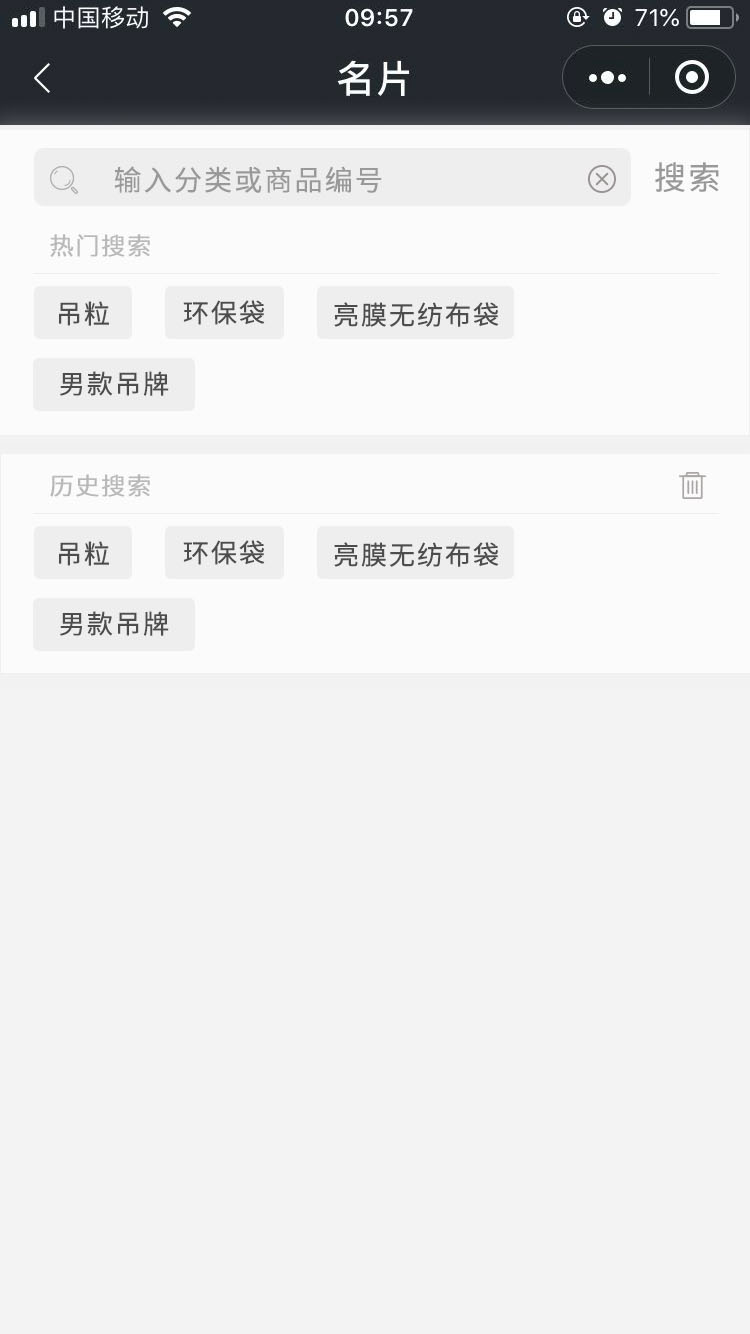 中国移动 09:57 71%
名片
输入分类或商品编号 搜索
热门搜索
吊粒 环保袋 亮膜无纺布袋
男款吊牌
历史搜索
吊粒 环保袋 亮膜无纺布袋
男款吊牌